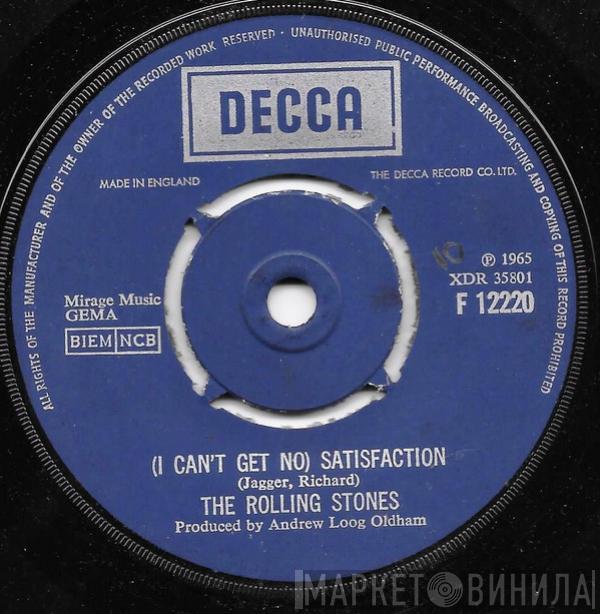 ALL RIGHTS OF THE MANUFACTURER AND OF THE OWNER OF THE RECORDED WORK RESERVED · UNAUTHORISED PUBLIC PERFORMANCE BROADCASTING AND COPYING OF THIS RECORD PROHIBITED
DECCA
MADE IN ENGLAND
THE DECCA RECORD CO. LTD.
℗ 1965
XDR 35801
F 12220
Mirage Music
GEMA
BIEM NCB
(I CAN'T GET NO) SATISFACTION
(Jagger, Richard)
THE ROLLING STONES
Produced by Andrew Loog Oldham
МАРКЕТ ВИНИЛА